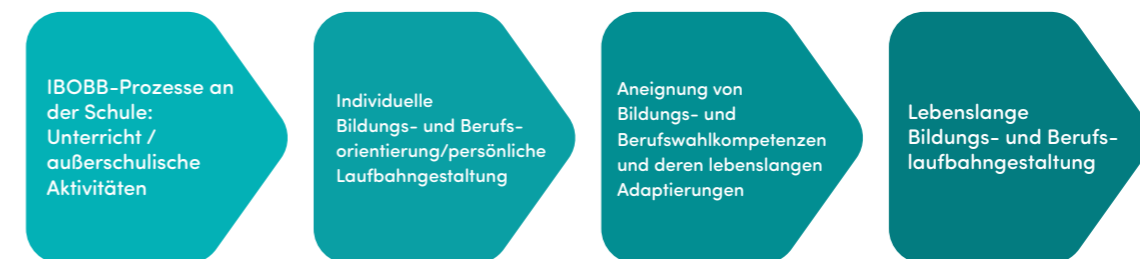 IBOBB-Prozesse an
der Schule:
Unterricht /
außerschulische
Aktivitäten
Individuelle
Bildungs- und Berufs-
orientierung/persönliche
Laufbahngestaltung
Aneignung von
Bildungs- und
Berufswahlkompetenzen
und deren lebenslangen
Adaptierungen
Lebenslange
Bildungs- und Berufs-
laufbahngestaltung